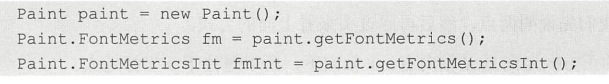 Paint paint = new Paint();
Paint.FontMetrics fm = paint.getFontMetrics();
Paint.FontMetricsInt fmInt = paint.getFontMetricsInt();